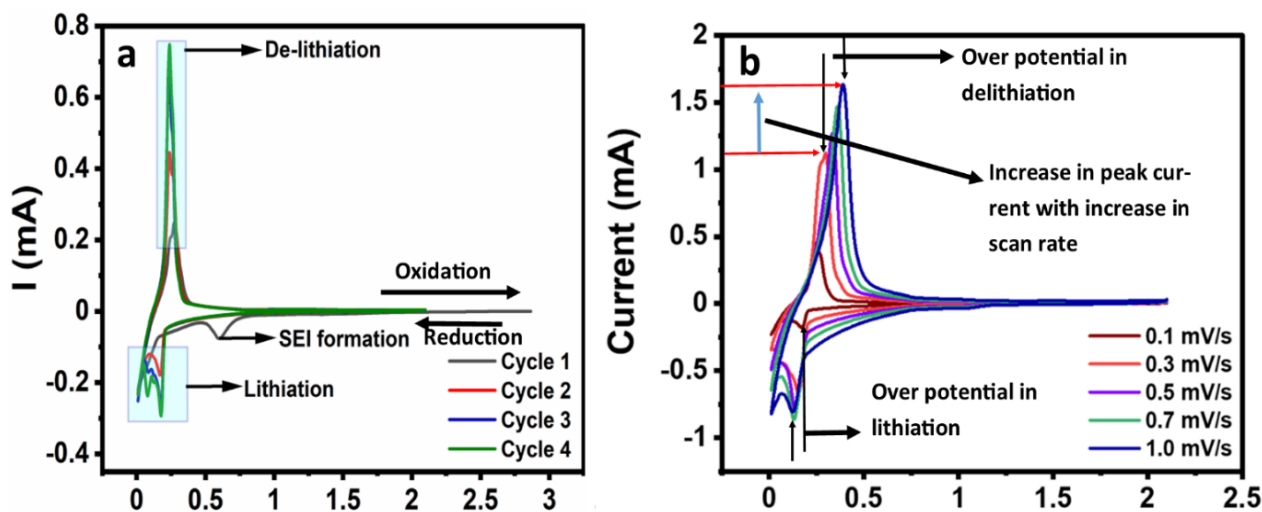 a
De-lithiation
Oxidation
SEI formation
Reduction
Lithiation
Cycle 1
Cycle 2
Cycle 3
Cycle 4
I (mA)
0.8
0.6
0.4
0.2
0
-0.2
-0.4
0 0.5 1 1.5 2 2.5 3
b
Over potential in
delithiation
Increase in peak cur-
rent with increase in
scan rate
Over potential in
lithiation
0.1 mV/s
0.3 mV/s
0.5 mV/s
0.7 mV/s
1.0 mV/s
Current (mA)
2
1.5
1
0.5
0
-0.5
-1
0 0.5 1 1.5 2 2.5